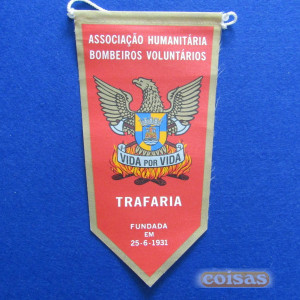 ASSOCIAÇÃO HUMANITÁRIA
BOMBEIROS VOLUNTÁRIOS
VIDA POR VIDA
TRAFARIA
FUNDADA
EM
25-6-1931
coisas